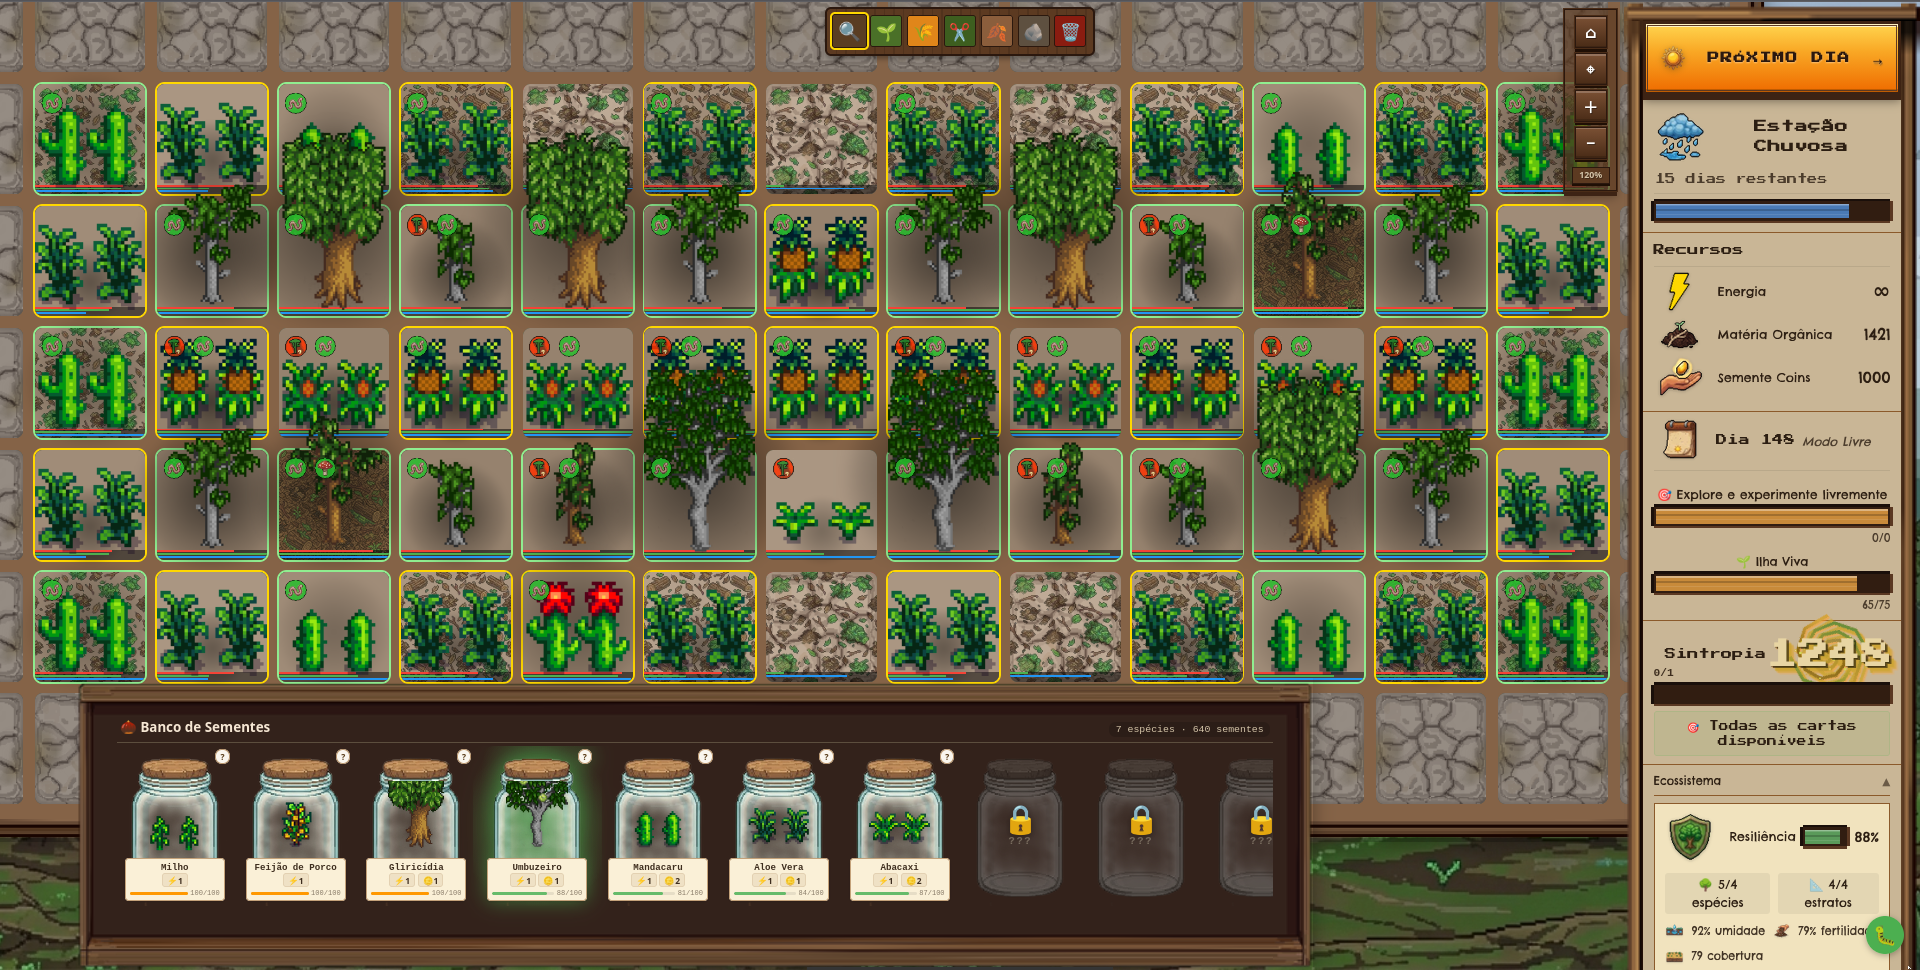 PRÓXIMO DIA →
Estação
Chuvosa
15 dias restantes
120%
Recursos
Energia ∞
Matéria Orgânica 1421
Semente Coins 1000
Dia 148 Modo Livre
Explore e experimente livremente
0/0
Ilha Viva
65/75
Sintropia 1248
0/1
Todas as cartas
disponíveis
Ecossistema
Resiliência 88%
5/4
espécies
4/4
estratos
92% umidade
79% fertilidad
79 cobertura
Banco de Sementes
7 espécies · 640 sementes
? ? ? ? ? ? ?
Milho
1
100/100
Feijão de Porco
1
100/100
Gliricídia
1 1
100/100
Umbuzeiro
1 1
88/100
Mandacaru
1 2
81/100
Aloe Vera
1 1
84/100
Abacaxi
1 2
87/100
???
???
???